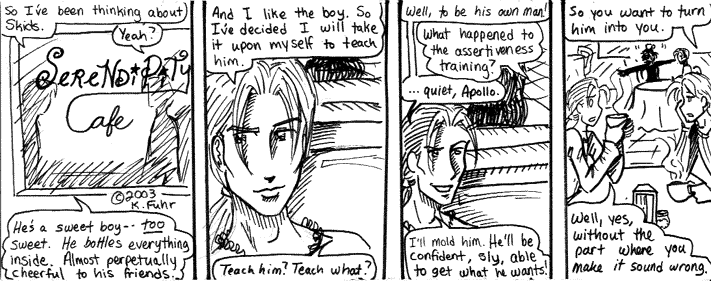 So I've been thinking about
Skids.
Yeah?
SERENDIPITY
Cafe
©2003
K. Fuhr
He's a sweet boy-- too
sweet. He bottles everything
inside. Almost perpetually
cheerful to his friends.
And I like the boy. So
I've decided I will take
it upon myself to teach
him.
Teach him? Teach what?
Well, to be his own man!
What happened to
the assertiveness
training?
... quiet, Apollo.
I'll mold him. He'll be
confident, sly, able
to get what he wants!
So you want to turn
him into you.
Well, yes,
without the
part where you
make it sound wrong.